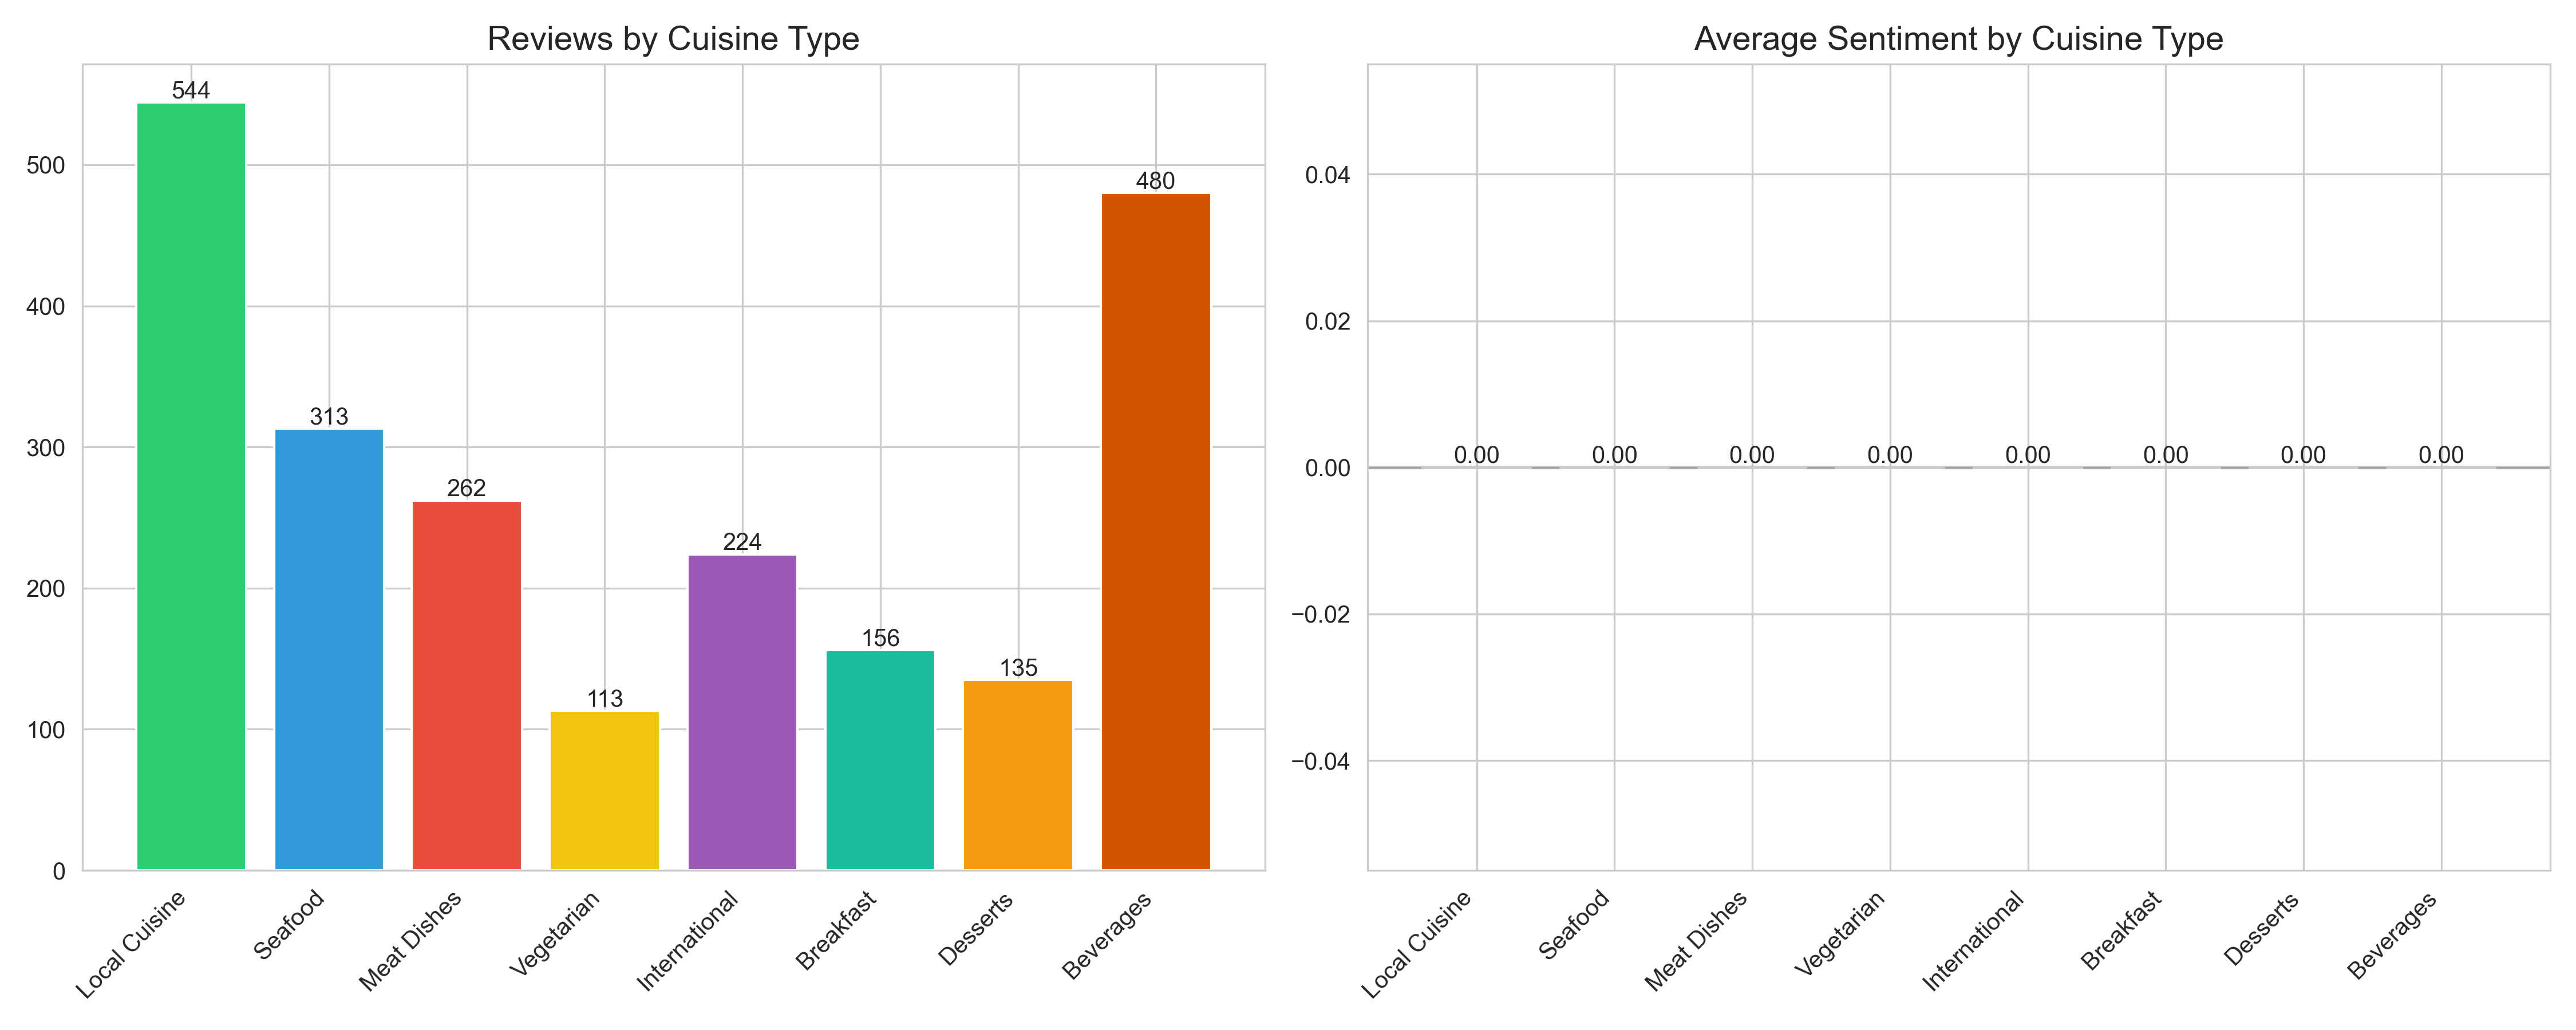 Reviews by Cuisine Type
544
500
480
400
313
300
262
224
200
156
135
113
100
0
Local Cuisine
Seafood
Meat Dishes
Vegetarian
International
Breakfast
Desserts
Beverages
Average Sentiment by Cuisine Type
0.04
0.02
0.00
0.00 0.00 0.00 0.00 0.00 0.00 0.00 0.00
−0.02
−0.04
Local Cuisine
Seafood
Meat Dishes
Vegetarian
International
Breakfast
Desserts
Beverages